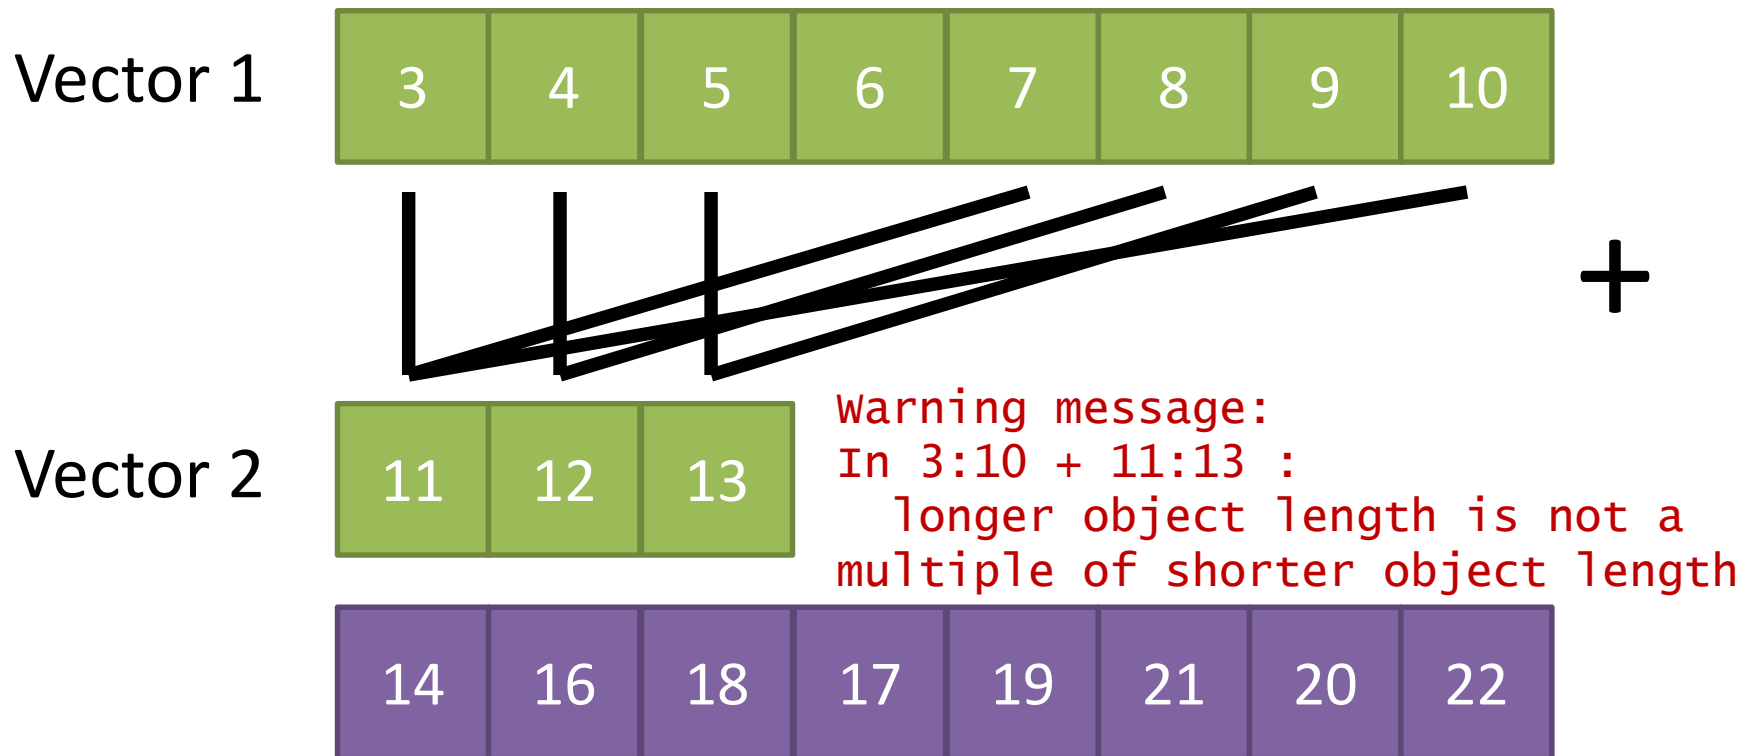 Vector 1 3 4 5 6 7 8 9 10
+
Warning message:
In 3:10 + 11:13 :
longer object length is not a
multiple of shorter object length
Vector 2 11 12 13
14 16 18 17 19 21 20 22